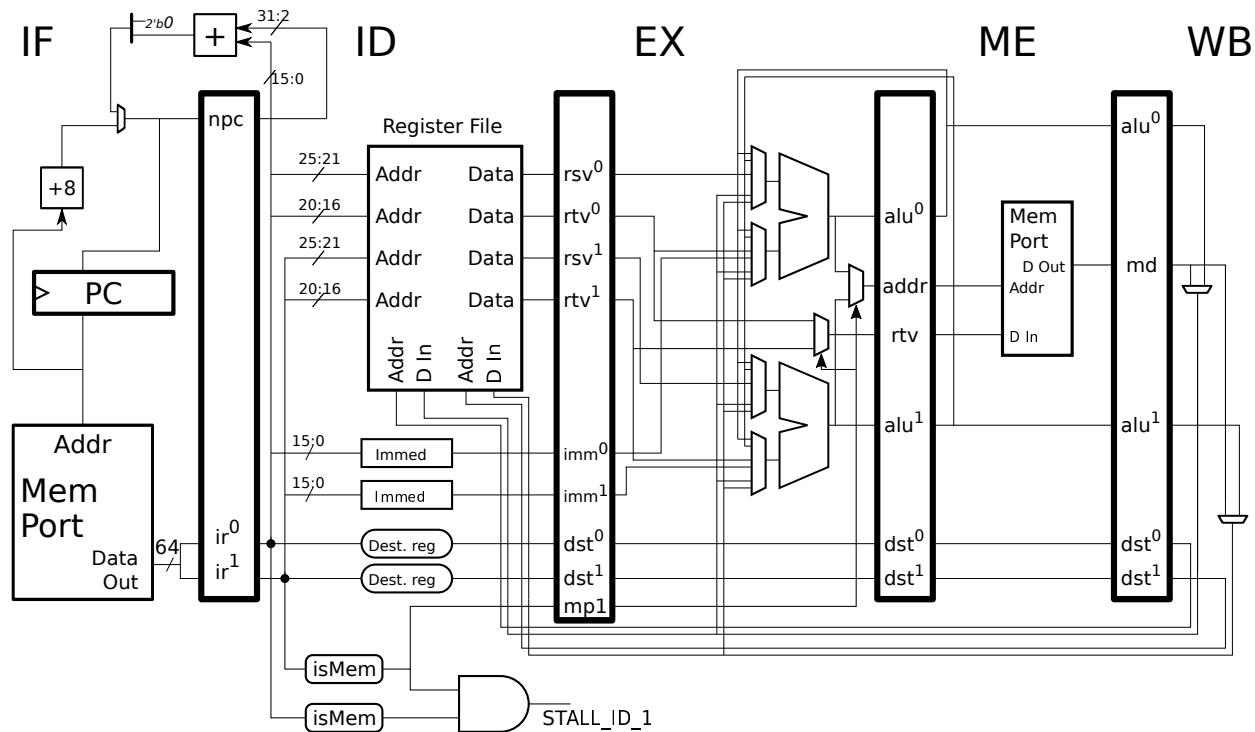 IF
ID
EX
ME
WB
2'b0
+
31:2
15:0
npc
+8
PC
Addr
Mem
Port
Data
Out
64
ir0
ir1
Register File
25:21
Addr
Data
20:16
Addr
Data
25:21
Addr
Data
20:16
Addr
Data
Addr
D In
Addr
D In
15:0
Immed
15:0
Immed
Dest. reg
Dest. reg
isMem
isMem
STALL_ID_1
rsv0
rtv0
rsv1
rtv1
imm0
imm1
dst0
dst1
mp1
alu0
addr
rtv
alu1
dst0
dst1
Mem
Port
D Out
Addr
D In
alu0
md
alu1
dst0
dst1